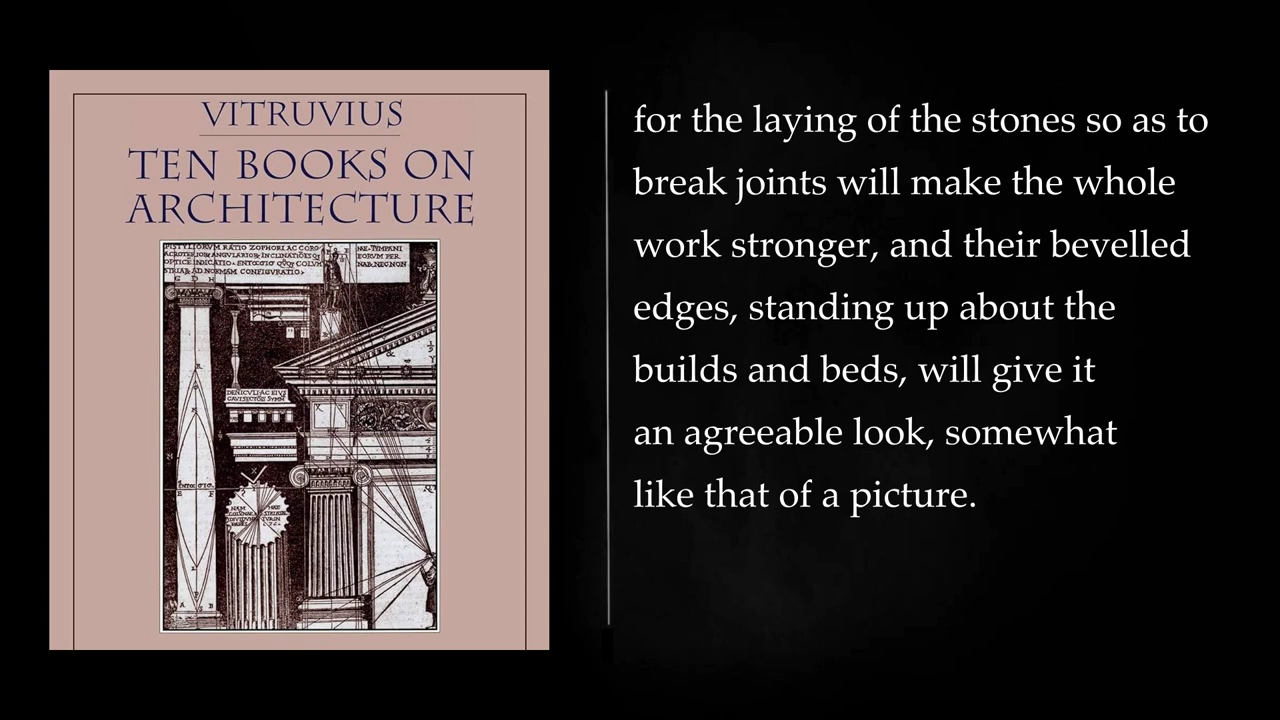 VITRUVIUS
TEN BOOKS ON
ARCHITECTURE
for the laying of the stones so as to
break joints will make the whole
work stronger, and their bevelled
edges, standing up about the
builds and beds, will give it
an agreeable look, somewhat
like that of a picture.